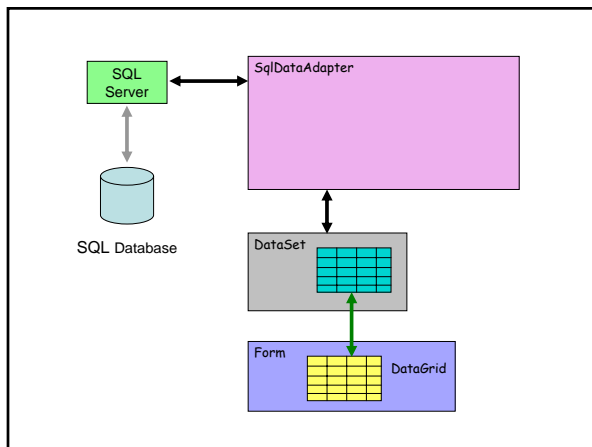 SQL
Server
SqlDataAdapter
SQL Database
DataSet
Form
DataGrid